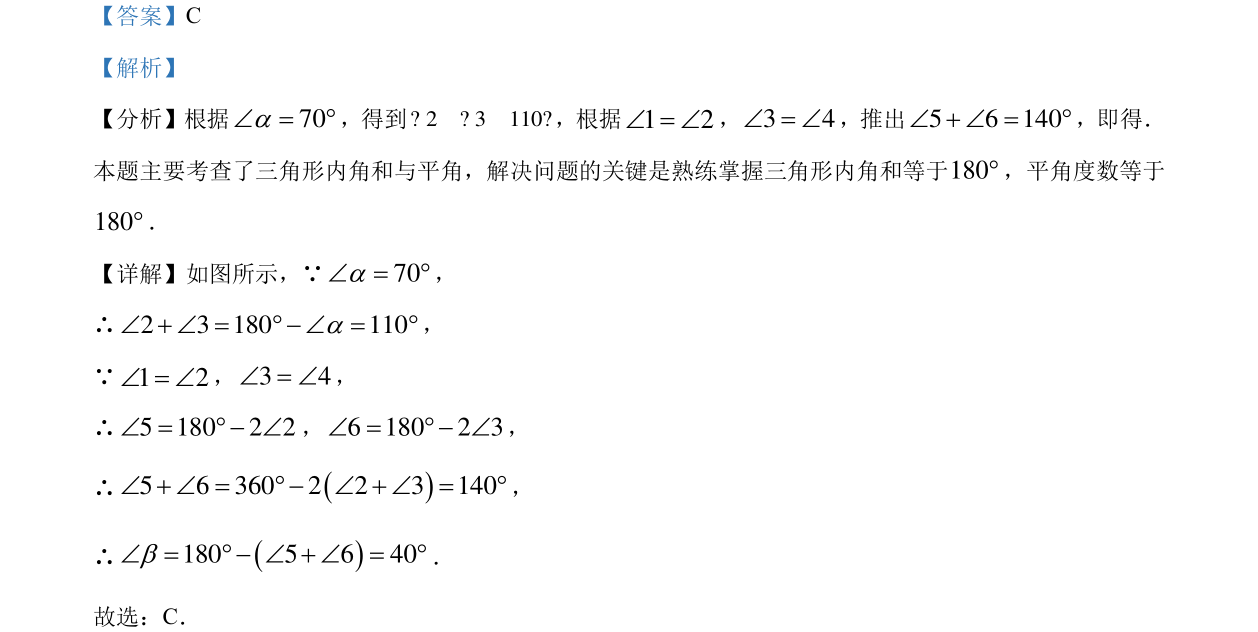 【答案】C
【解析】
【分析】根据∠α＝70°，得到? 2 ? 3 110?，根据∠1＝∠2，∠3＝∠4，推出∠5＋∠6＝140°，即得．
本题主要考查了三角形内角和与平角，解决问题的关键是熟练掌握三角形内角和等于180°，平角度数等于
180°．
【详解】如图所示，∵∠α＝70°，
∴∠2＋∠3＝180°－∠α＝110°，
∵∠1＝∠2，∠3＝∠4，
∴∠5＝180°－2∠2，∠6＝180°－2∠3，
∴∠5＋∠6＝360°－2(∠2＋∠3)＝140°，
∴∠β＝180°－(∠5＋∠6)＝40°．
故选：C．